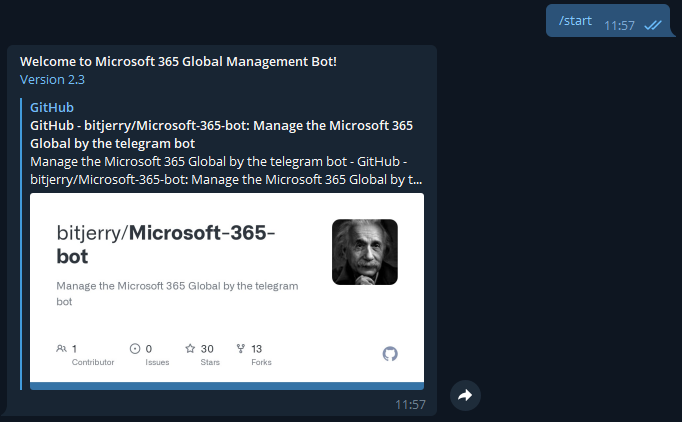 /start 11:57
Welcome to Microsoft 365 Global Management Bot!
Version 2.3
GitHub
GitHub - bitjerry/Microsoft-365-bot: Manage the Microsoft 365
Global by the telegram bot
Manage the Microsoft 365 Global by the telegram bot - GitHub -
bitjerry/Microsoft-365-bot: Manage the Microsoft 365 Global by t...
bitjerry/Microsoft-365-
bot
Manage the Microsoft 365 Global by the telegram
bot
1
Contributor
0
Issues
30
Stars
13
Forks
11:57